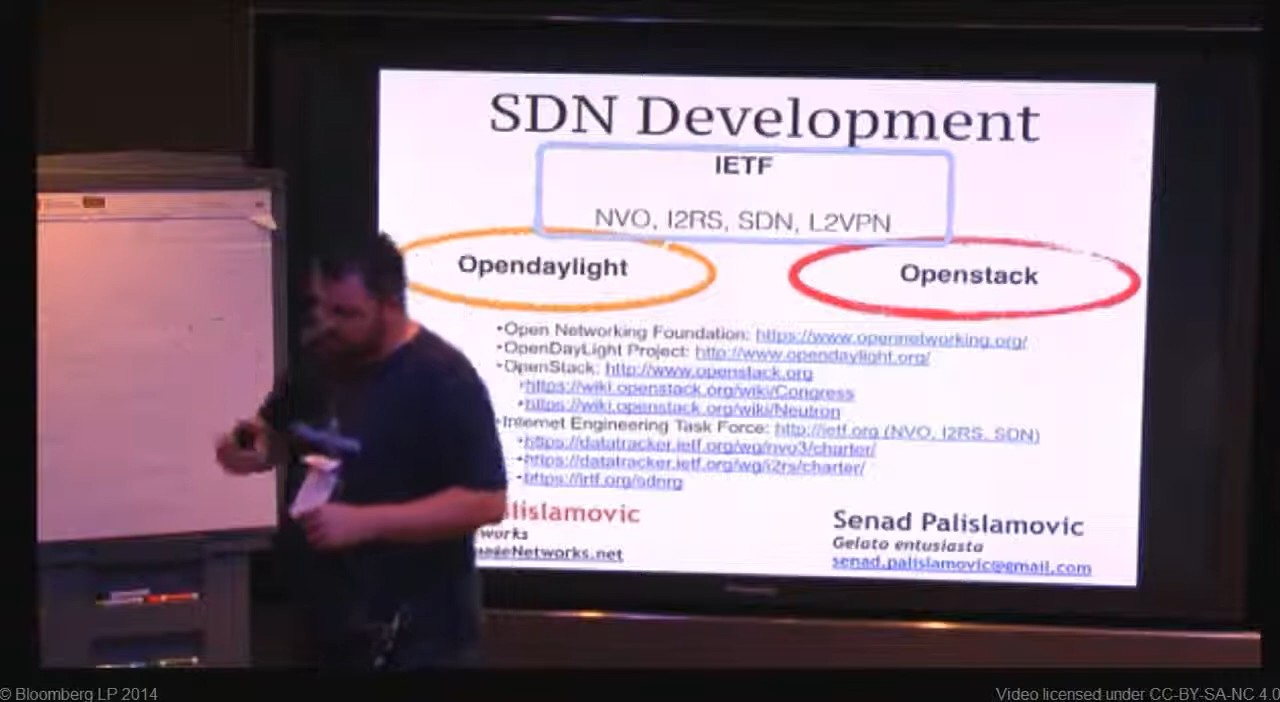 SDN Development
IETF
NVO, I2RS, SDN, L2VPN
Opendaylight
Openstack
•Open Networking Foundation: https://www.opennetworking.org/
•OpenDayLight Project: http://www.opendaylight.org/
•OpenStack: http://www.openstack.org
•https://wiki.openstack.org/wiki/Congress
•https://wiki.openstack.org/wiki/Neutron
•Internet Engineering Task Force: http://ietf.org (NVO, I2RS, SDN)
•https://datatracker.ietf.org/wg/nvo3/charter/
•https://datatracker.ietf.org/wg/i2rs/charter/
•https://irtf.org/sdnrg
lislamovic
works
Networks.net
Senad Palislamovic
Gelato entusiasta
senad.palislamovic@gmail.com
© Bloomberg LP 2014
Video licensed under CC-BY-SA-NC 4.0